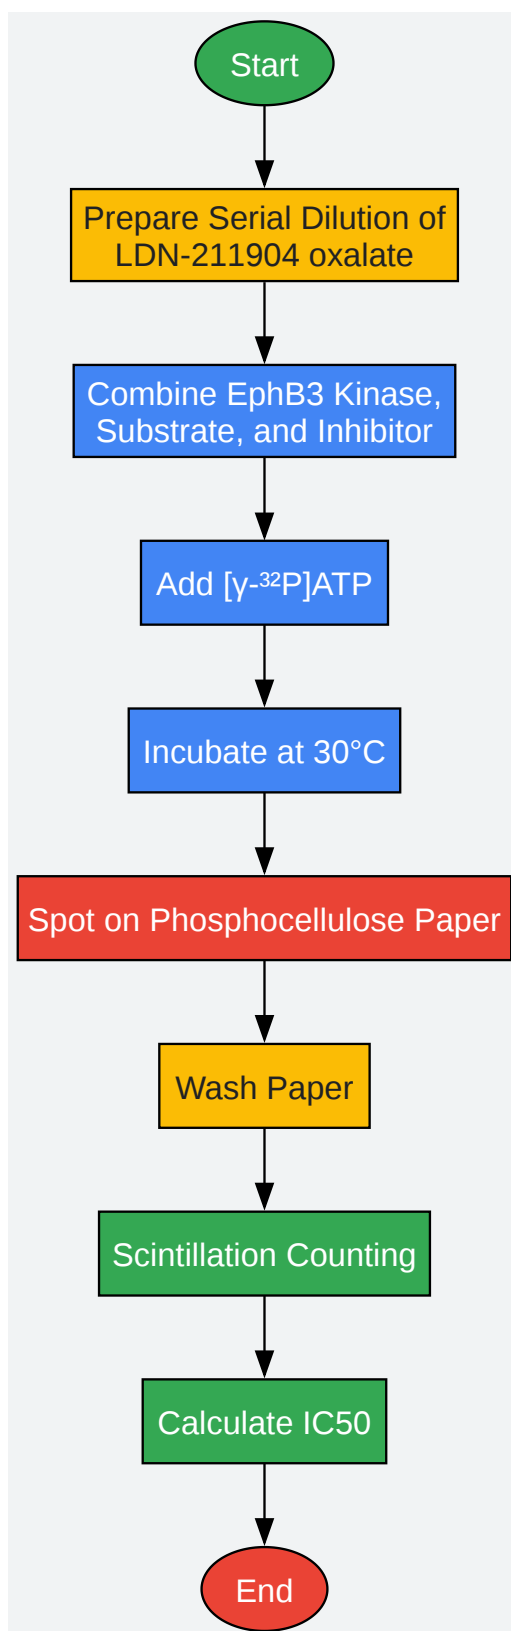 Start
Prepare Serial Dilution of
LDN-211904 oxalate
Combine EphB3 Kinase,
Substrate, and Inhibitor
Add [γ-³²P]ATP
Incubate at 30°C
Spot on Phosphocellulose Paper
Wash Paper
Scintillation Counting
Calculate IC50
End